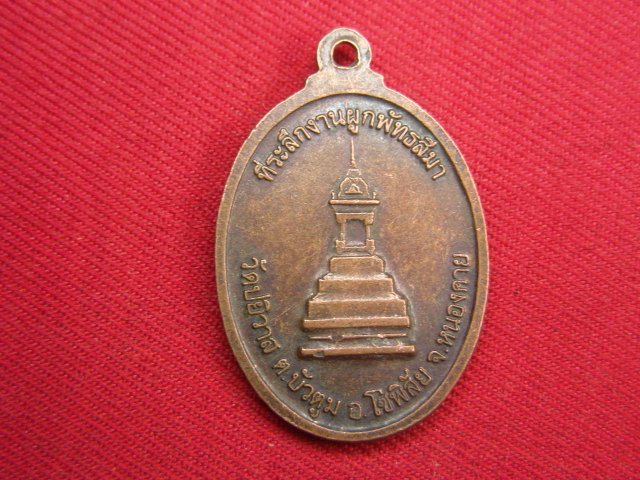 ที่ระลึกงานผูกพัทธสีมา
ต.บัวตูม อ.โซ่พิสัย จ.หนองคาย